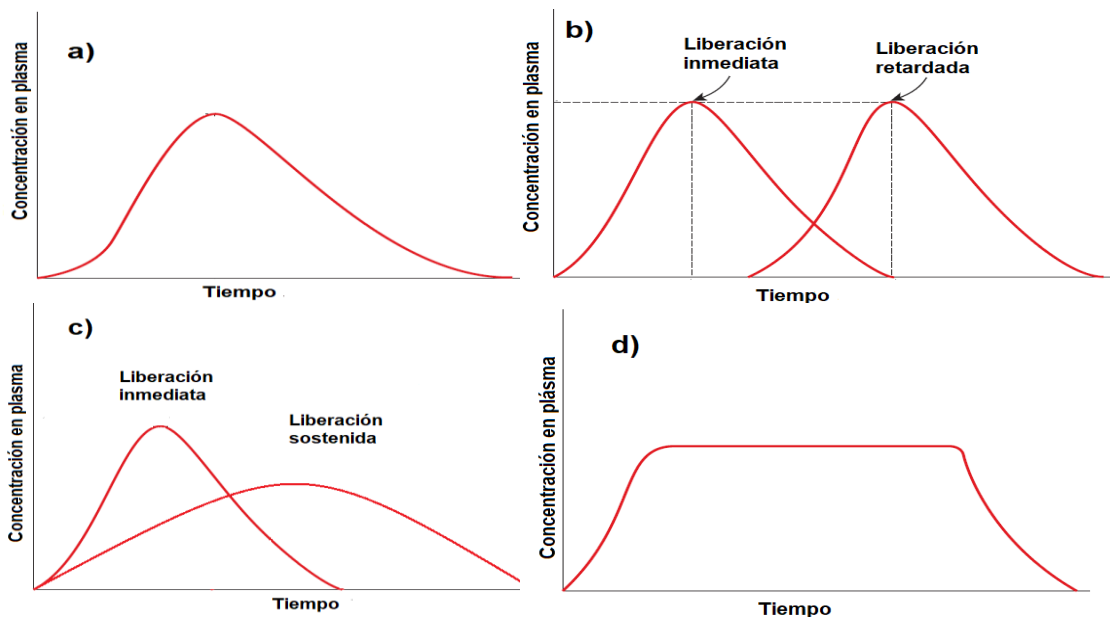 a)
Concentración en plasma
Tiempo
b)
Liberación
inmediata
Liberación
retardada
Concentración en plasma
Tiempo
c)
Liberación
inmediata
Liberación
sostenida
Concentración en plasma
Tiempo
d)
Concentración en plásma
Tiempo